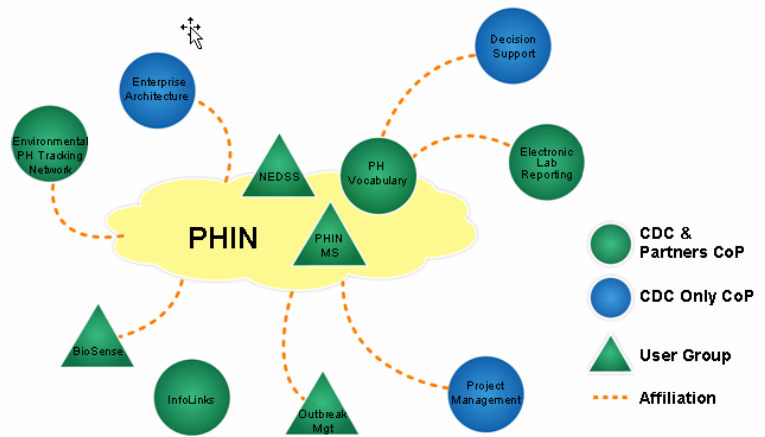 Decision
Support
Enterprise
Architecture
Environmental
PH Tracking
Network
NEDSS
PH
Vocabulary
Electronic
Lab
Reporting
PHIN
PHIN
MS
CDC &
Partners CoP
CDC Only CoP
BioSense
User Group
InfoLinks
Outbreak
Mgt
Project
Management
Affiliation